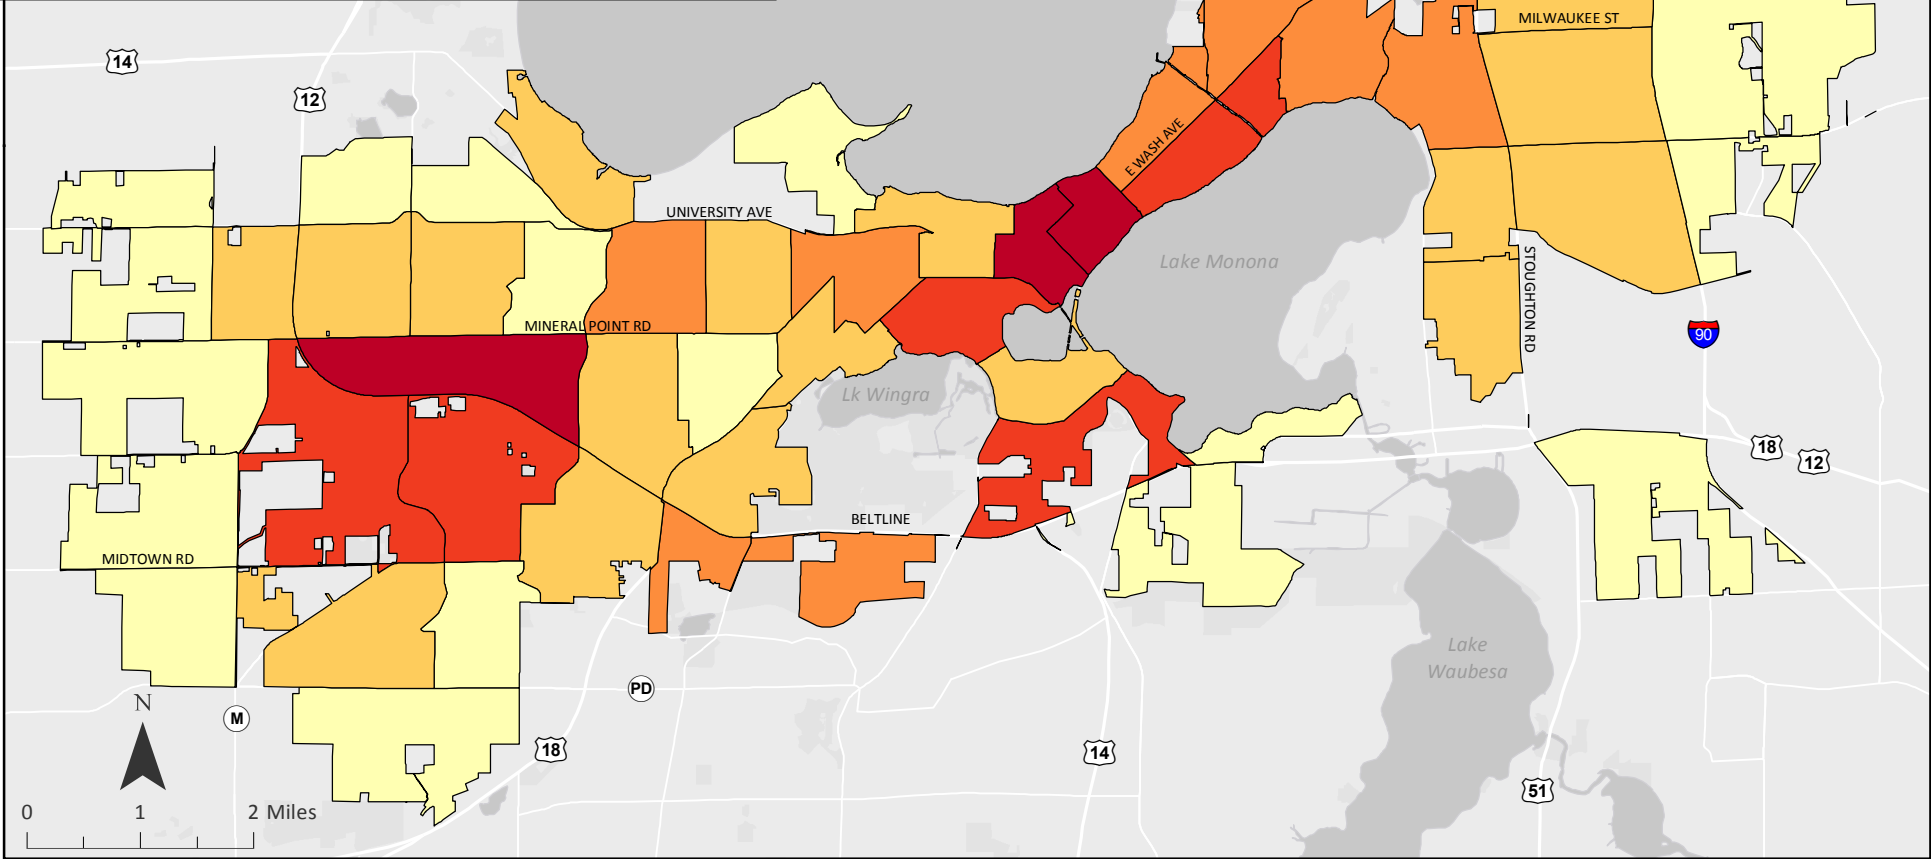 MILWAUKEE ST
14
12
E WASH AVE
UNIVERSITY AVE
Lake Monona
STOUGHTON RD
MINERAL POINT RD
90
Lk Wingra
18
12
BELTLINE
MIDTOWN RD
Lake
Waubesa
PD
N
M
18
14
51
0 1 2 Miles